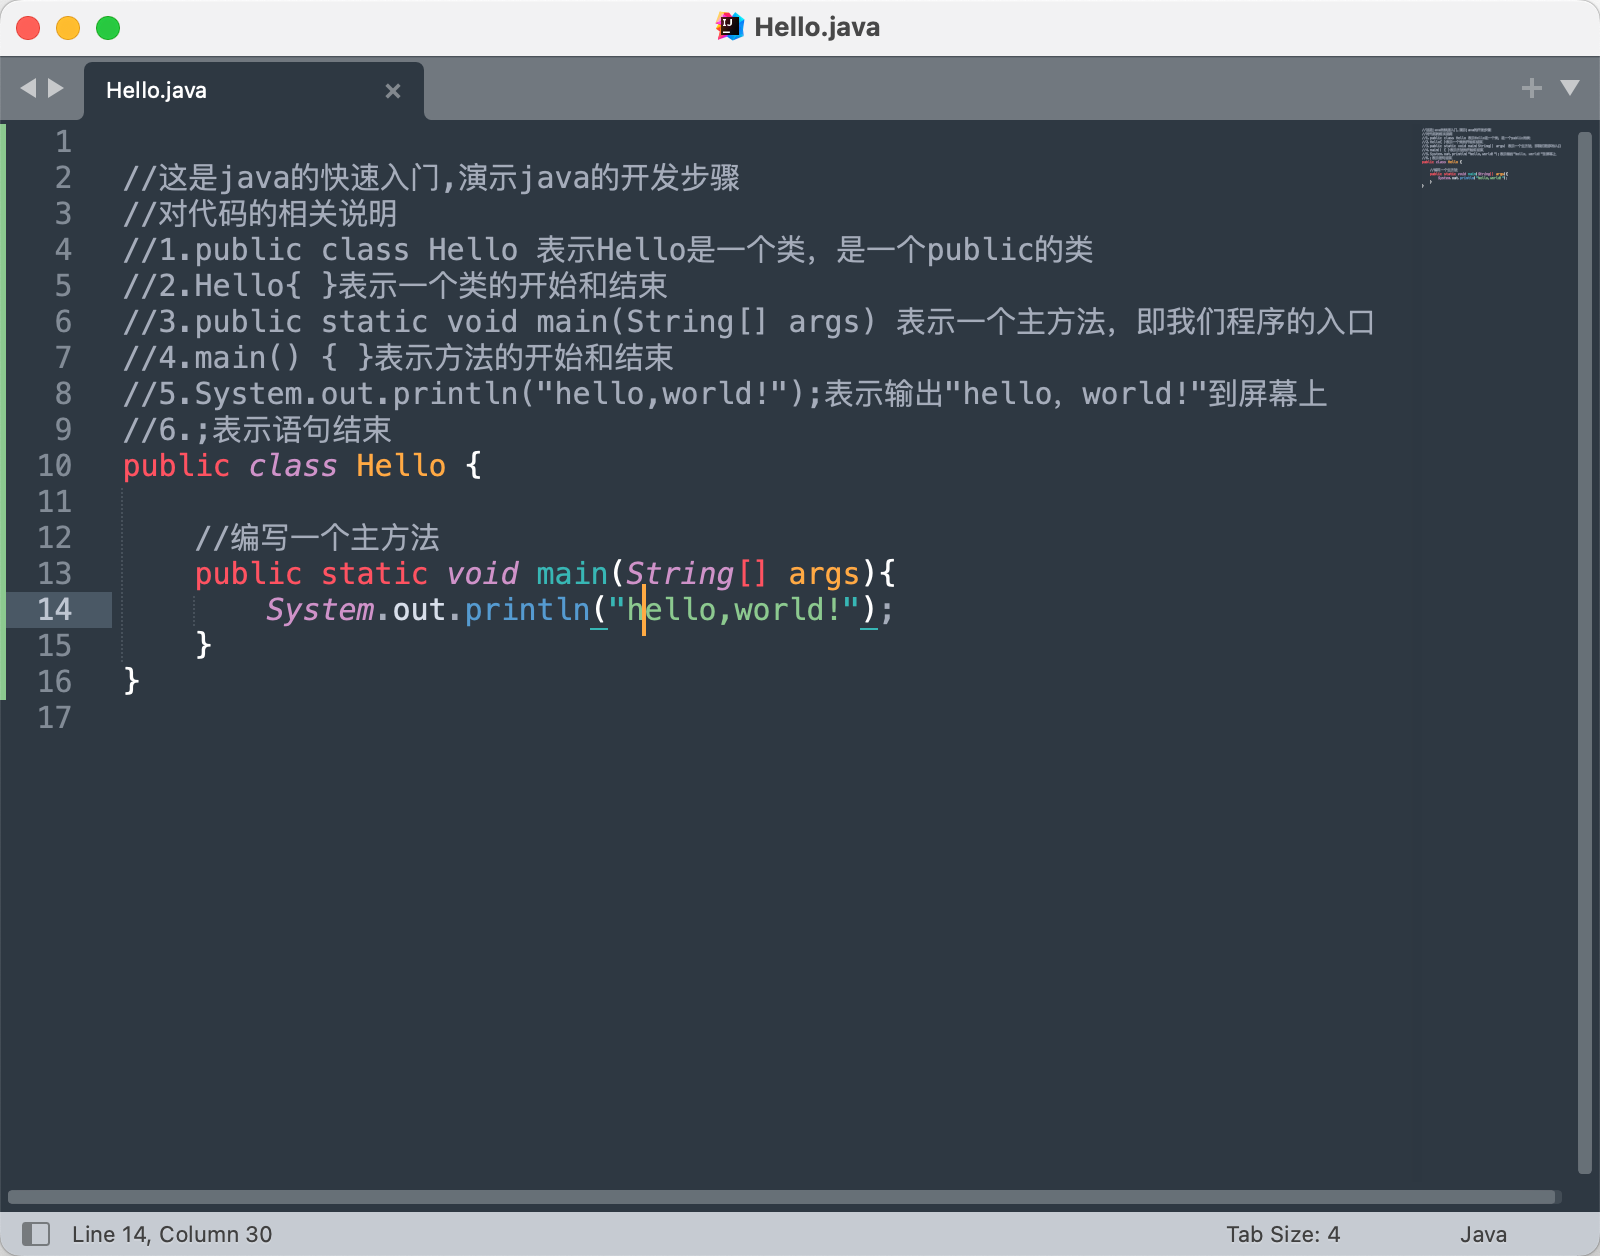 Hello.java
Hello.java
1
2 //这是java的快速入门,演示java的开发步骤
3 //对代码的相关说明
4 //1.public class Hello 表示Hello是一个类，是一个public的类
5 //2.Hello{ }表示一个类的开始和结束
6 //3.public static void main(String[] args) 表示一个主方法，即我们程序的入口
7 //4.main() { }表示方法的开始和结束
8 //5.System.out.println("hello,world!");表示输出"hello，world!"到屏幕上
9 //6.;表示语句结束
10 public class Hello {
11
12     //编写一个主方法
13     public static void main(String[] args){
14         System.out.println("hello,world!");
15     }
16 }
17
Line 14, Column 30 Tab Size: 4 Java